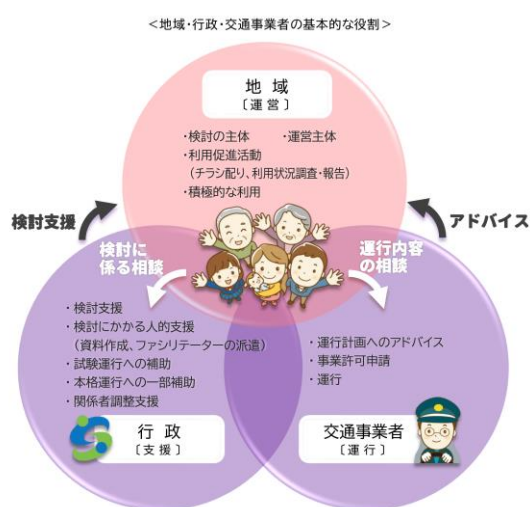 ＜地域・行政・交通事業者の基本的な役割＞
地域
〔運営〕
・検討の主体　・運営主体
・利用促進活動
（チラシ配り、利用状況調査・報告）
・積極的な利用
検討支援
アドバイス
検討に
係る相談
運行内容
の相談
・検討支援
・検討にかかる人的支援
（資料作成、ファシリテーターの派遣）
・試験運行への補助
・本格運行への一部補助
・関係者調整支援
・運行計画へのアドバイス
・事業許可申請
・運行
行政
〔支援〕
交通事業者
〔運行〕